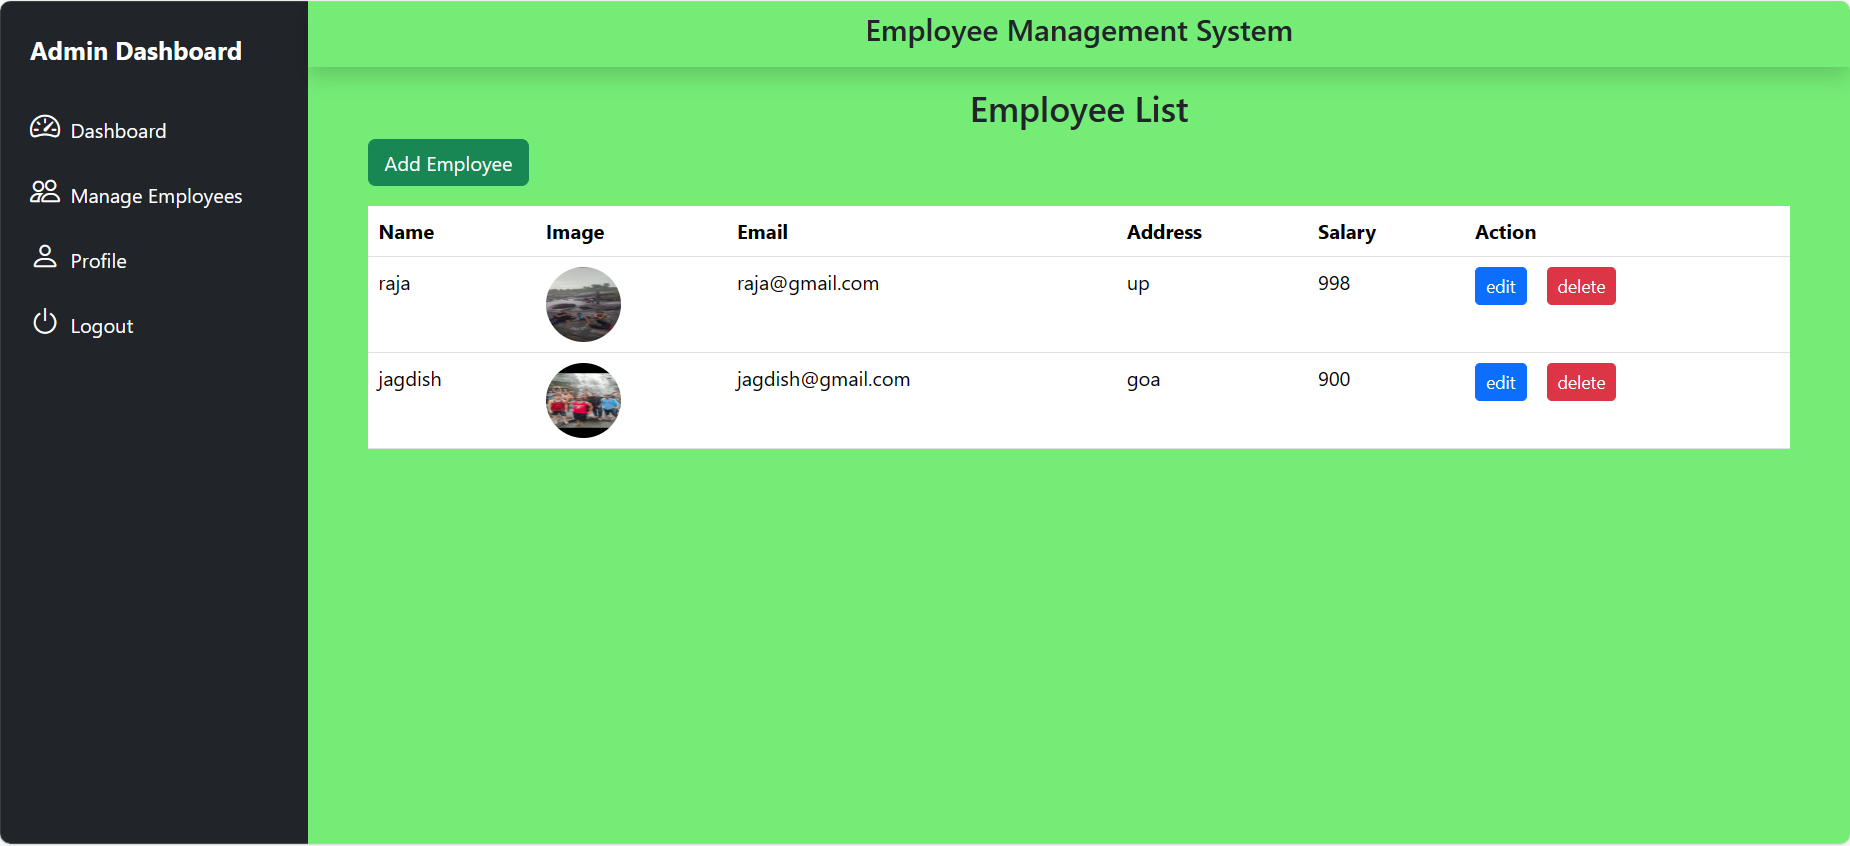 Admin Dashboard
Dashboard
Manage Employees
Profile
Logout
Employee Management System
Employee List
Add Employee
Name Image Email Address Salary Action
raja raja@gmail.com up 998 edit delete
jagdish jagdish@gmail.com goa 900 edit delete